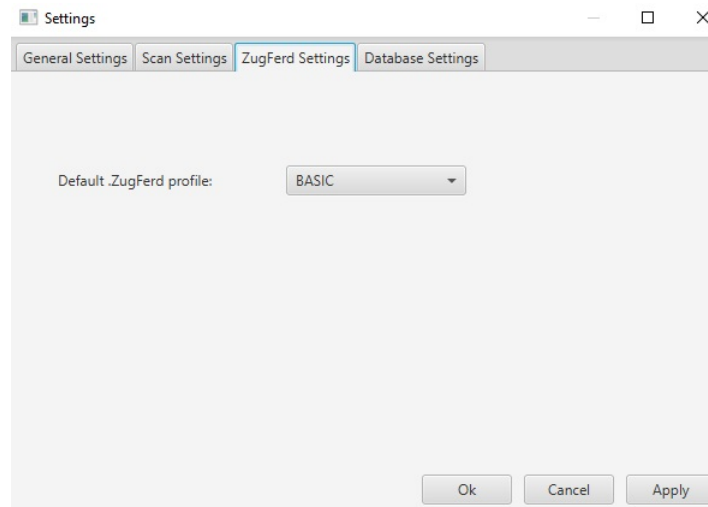 Settings
General Settings Scan Settings ZugFerd Settings Database Settings
Default .ZugFerd profile: BASIC
Ok Cancel Apply